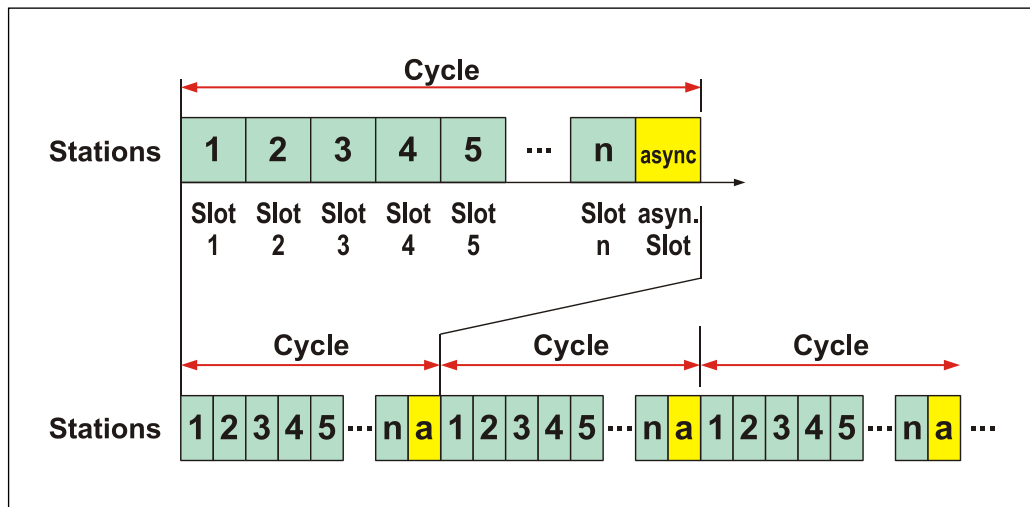 Cycle
Stations 1 2 3 4 5 ... n async
Slot Slot Slot Slot Slot Slot asyn.
1 2 3 4 5 n Slot
Cycle Cycle Cycle
Stations 1 2 3 4 5 ... n a 1 2 3 4 5 ... n a 1 2 3 4 5 ... n a ...